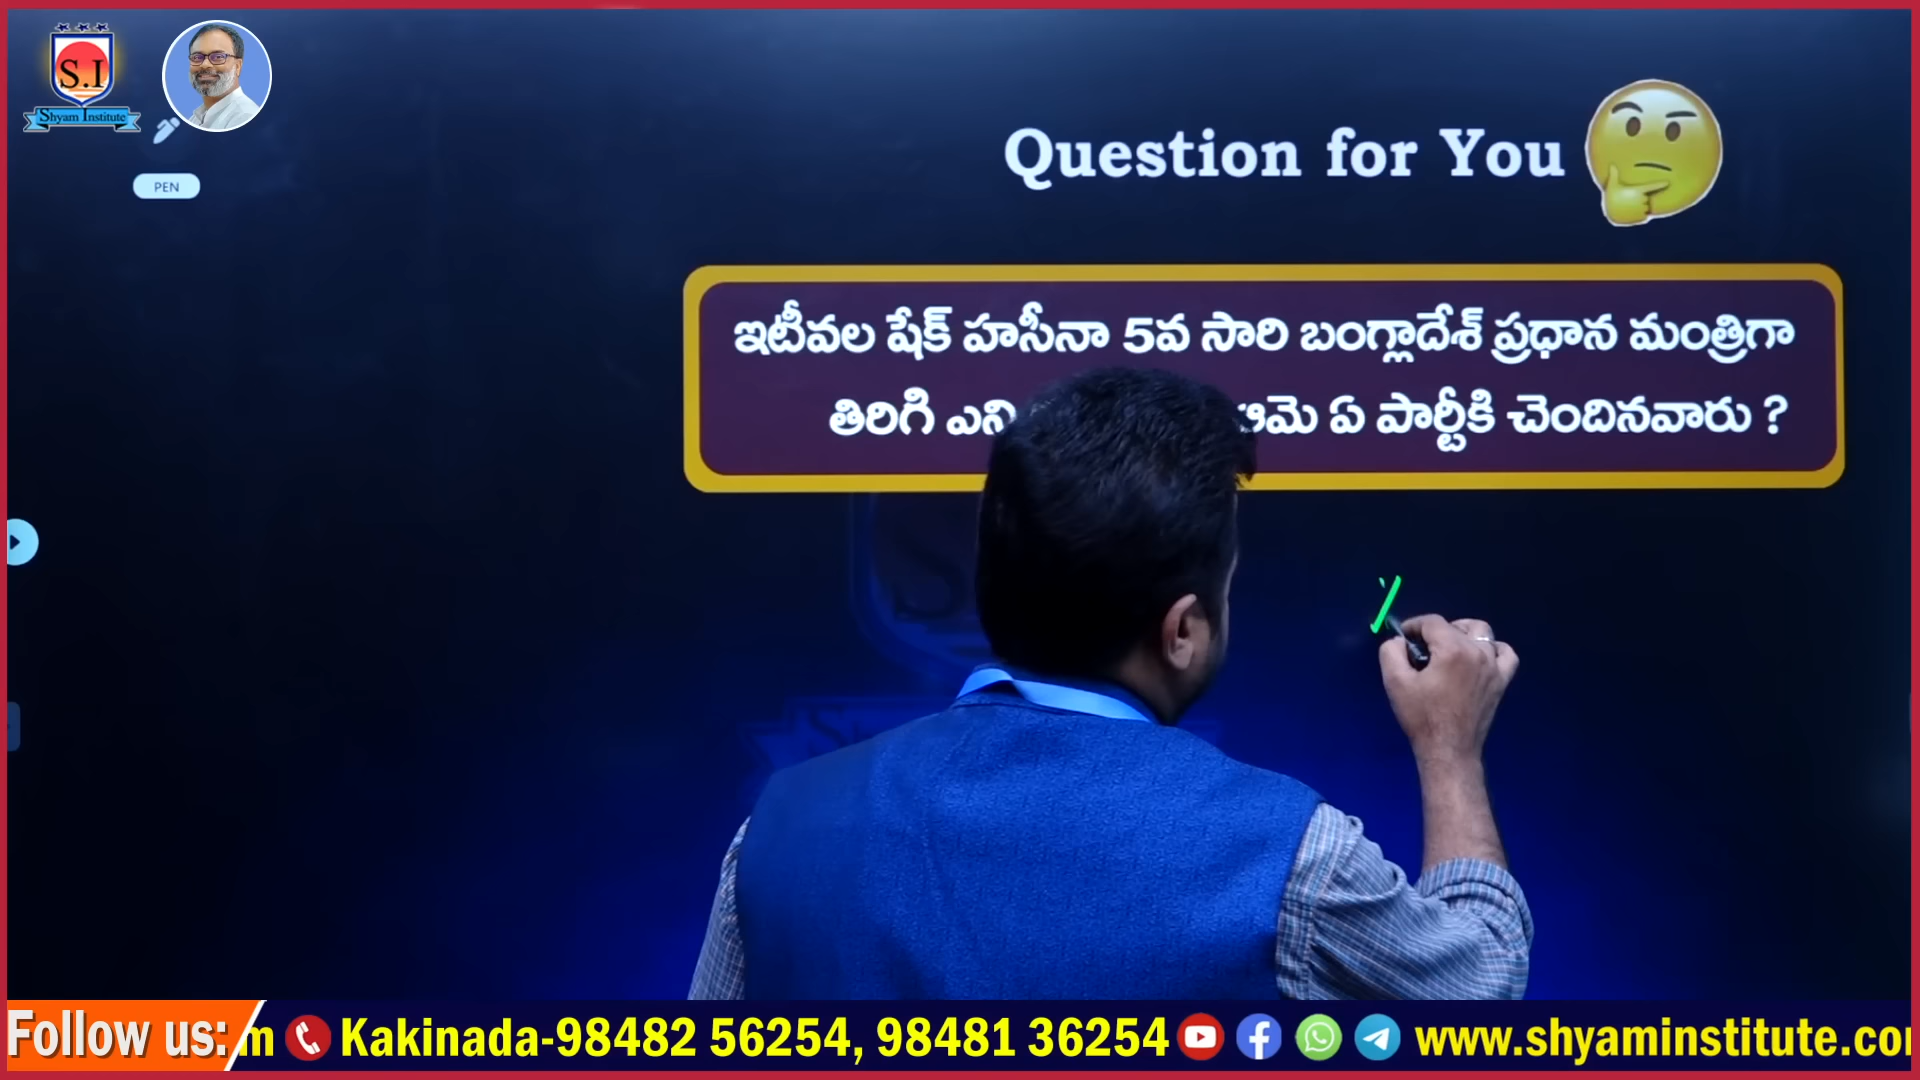 S.I
Shyam Institute
PEN
Question for You
ఇటీవల షేక్ హసీనా 5వ సారి బంగ్లాదేశ్ ప్రధాన మంత్రిగా
తిరిగి ఆమె ఏ పార్టీకి చెందినవారు ?
Follow us:
m Kakinada-98482 56254, 98481 36254 www.shyaminstitute.co